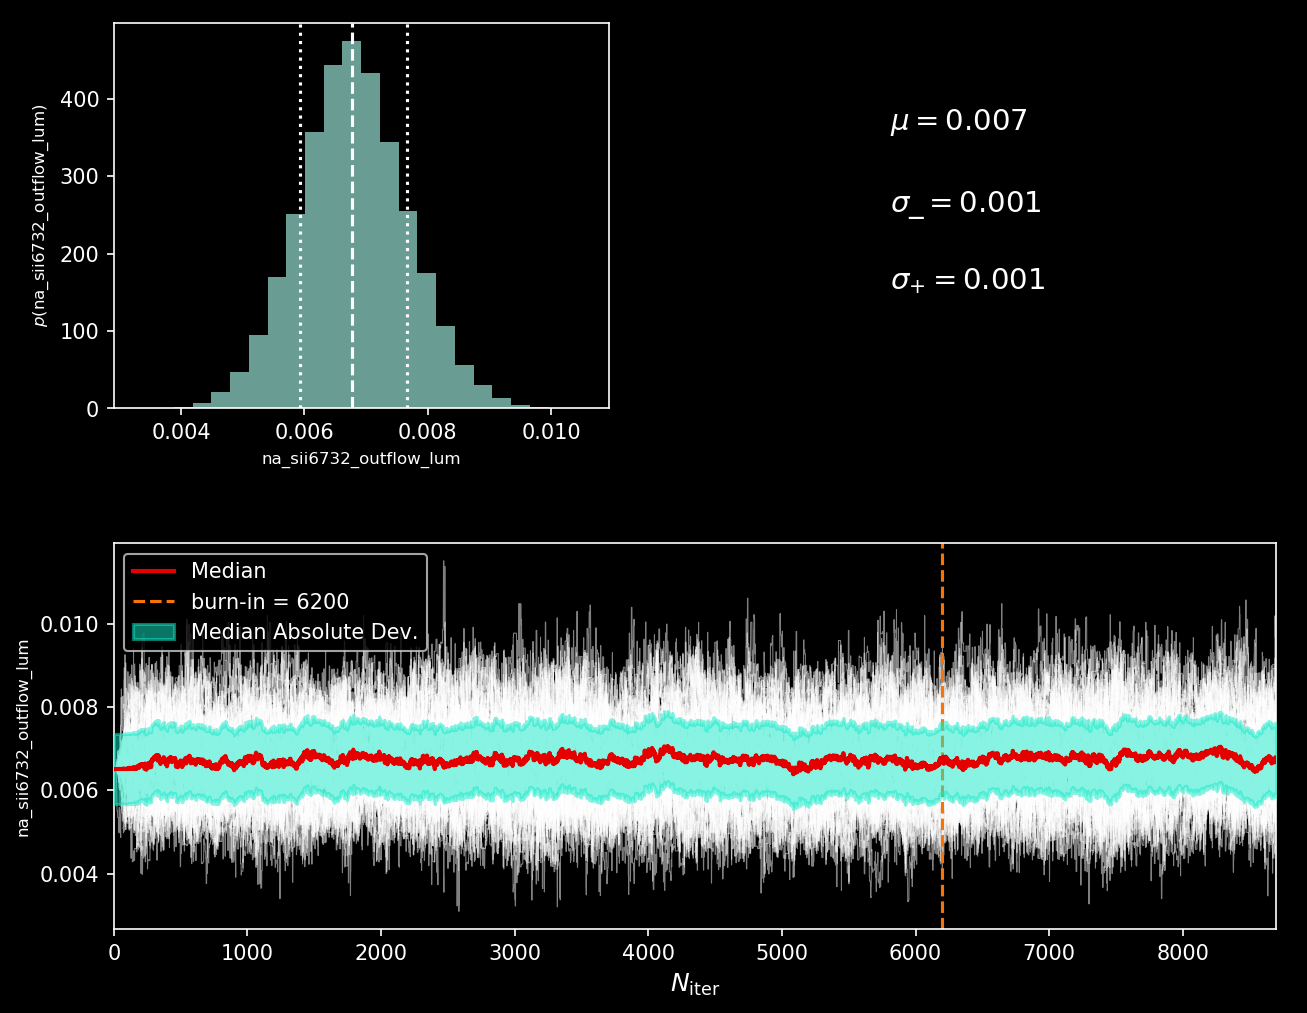 400
300
200
100
0
p(na_sii6732_outflow_lum)
0.004 0.006 0.008 0.010
na_sii6732_outflow_lum
μ = 0.007
σ₋ = 0.001
σ₊ = 0.001
Median
burn-in = 6200
Median Absolute Dev.
0.010
0.008
0.006
0.004
na_sii6732_outflow_lum
0 1000 2000 3000 4000 5000 6000 7000 8000
N_iter